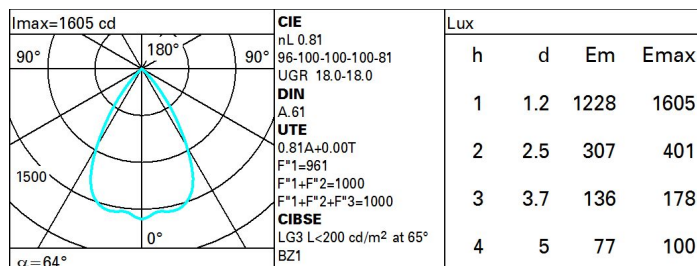 Imax=1605 cd
90° 180° 90°
1500
0°
α=64°
CIE
nL 0.81
96-100-100-100-81
UGR 18.0-18.0
DIN
A.61
UTE
0.81A+0.00T
F"1=961
F"1+F"2=1000
F"1+F"2+F"3=1000
CIBSE
LG3 L<200 cd/m² at 65°
BZ1
Lux
h d Em Emax
1 1.2 1228 1605
2 2.5 307 401
3 3.7 136 178
4 5 77 100